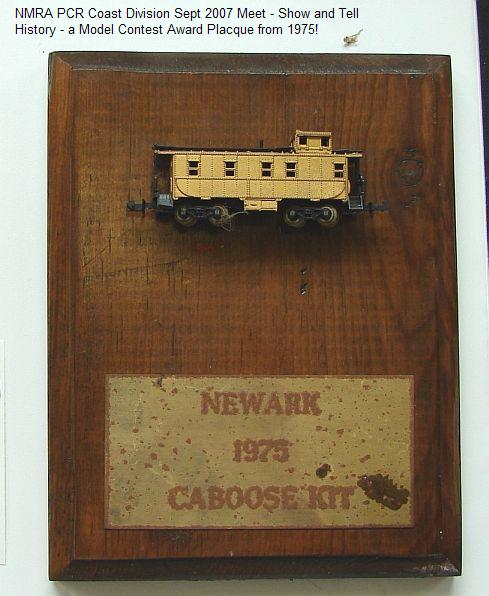 NMRA PCR Coast Division Sept 2007 Meet - Show and Tell
History - a Model Contest Award Placque from 1975!
NEWARK
1975
CABOOSE KIT